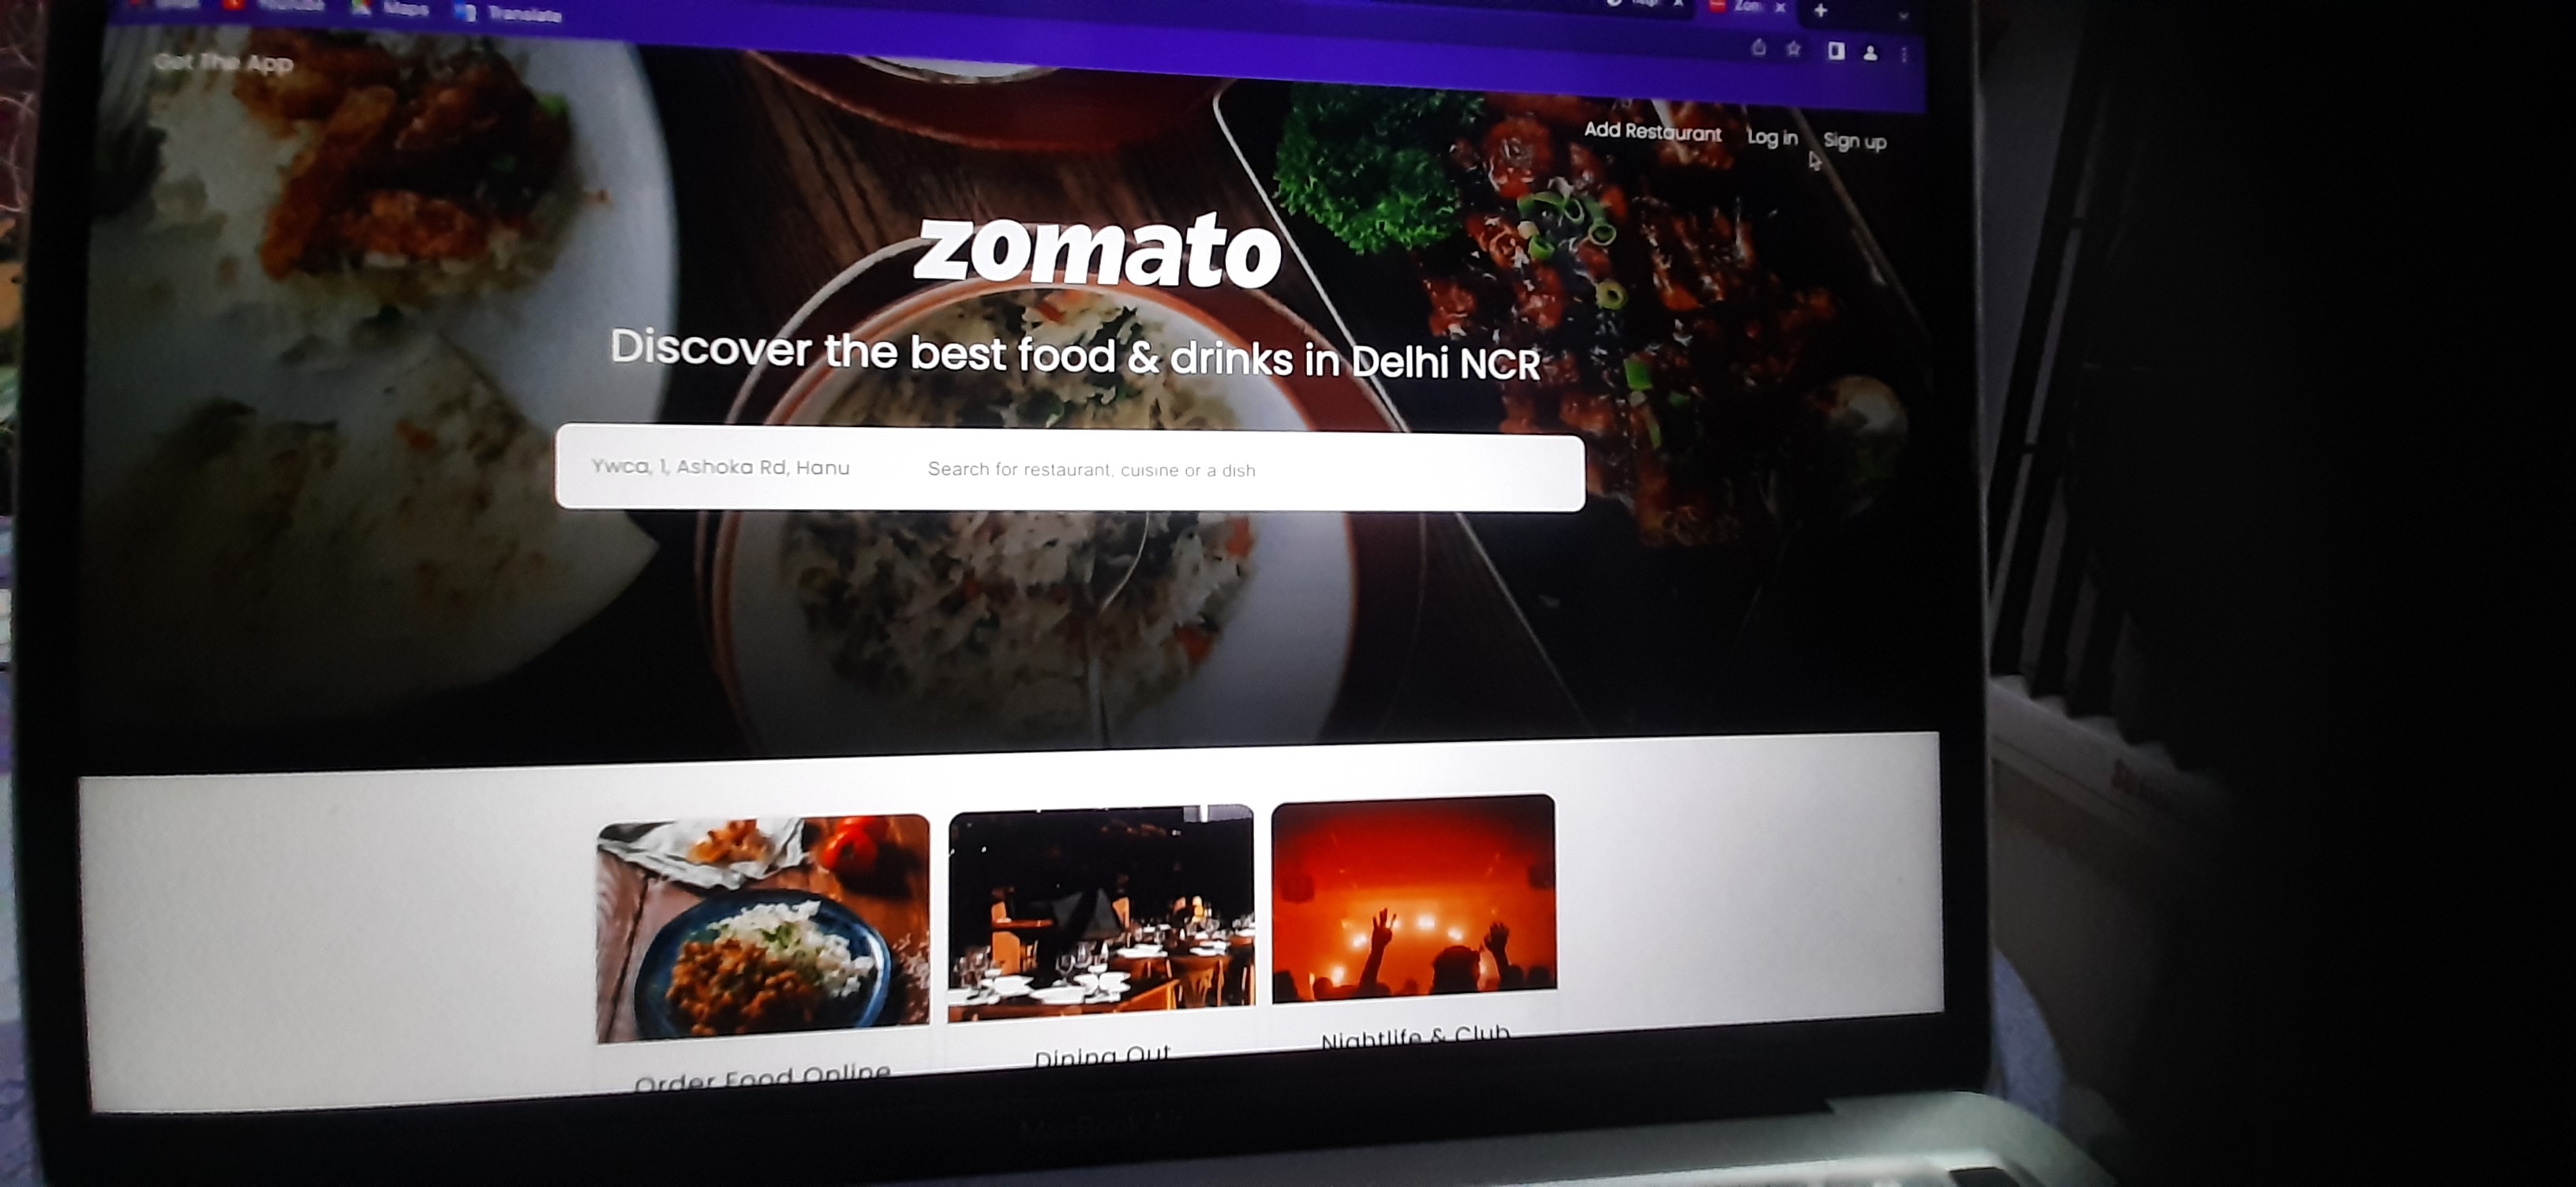 Maps Translate
Zom
Get The App
Add Restaurant Log in Sign up
zomato
Discover the best food & drinks in Delhi NCR
Ywca, 1, Ashoka Rd, Hanu Search for restaurant, cuisine or a dish
Order Food Online Dining Out Nightlife & Club
MacBook Air